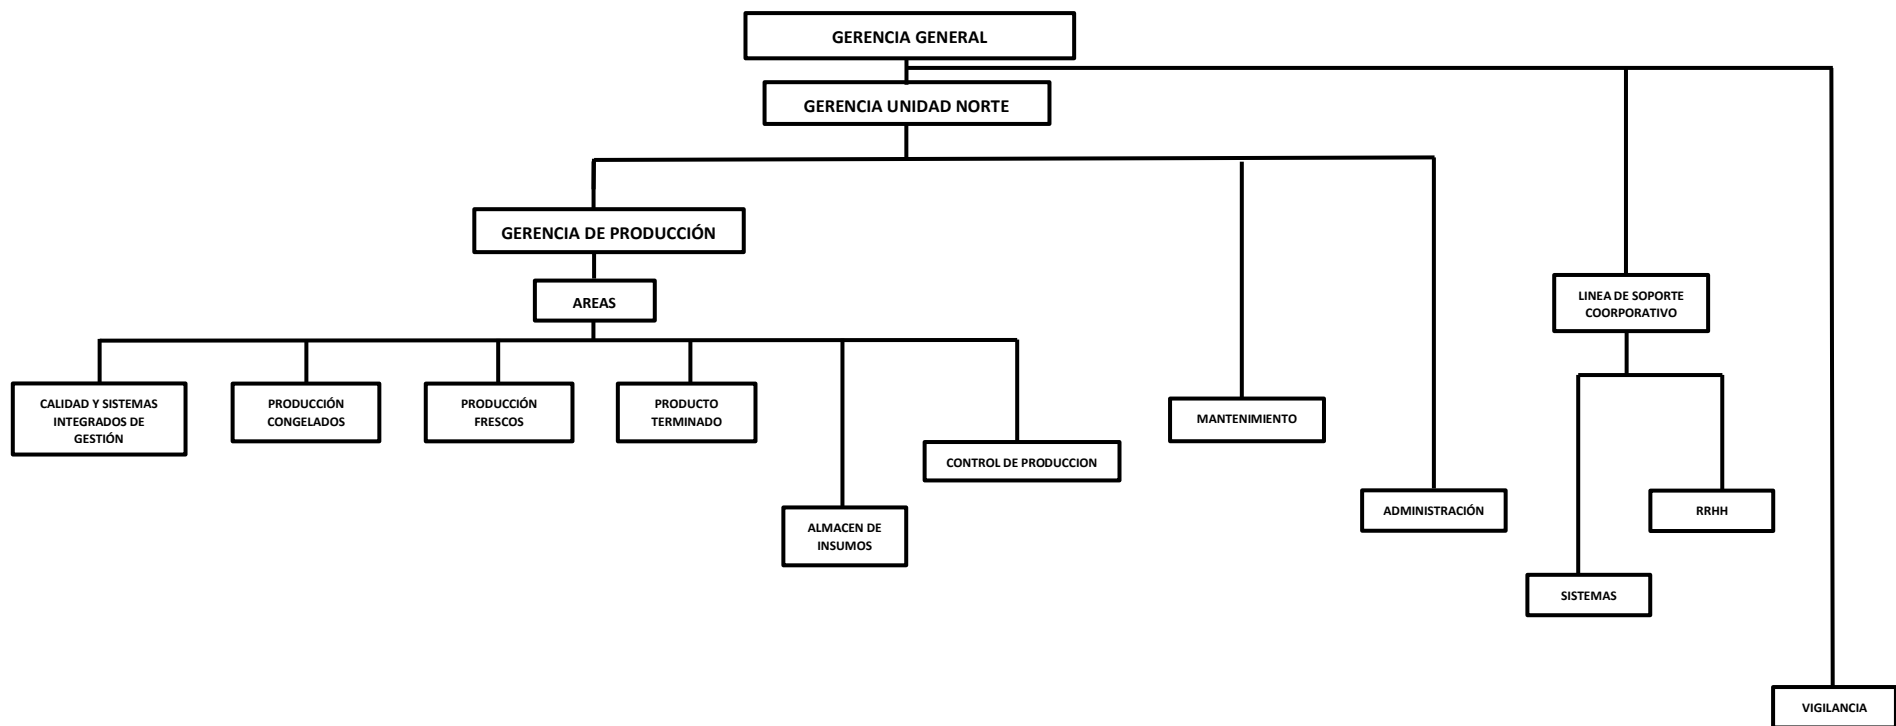 GERENCIA GENERAL
GERENCIA UNIDAD NORTE
GERENCIA DE PRODUCCIÓN
AREAS
LINEA DE SOPORTE
COORPORATIVO
CALIDAD Y SISTEMAS
INTEGRADOS DE
GESTIÓN
PRODUCCIÓN
CONGELADOS
PRODUCCIÓN
FRESCOS
PRODUCTO
TERMINADO
MANTENIMIENTO
CONTROL DE PRODUCCION
ALMACEN DE
INSUMOS
ADMINISTRACIÓN
RRHH
SISTEMAS
VIGILANCIA